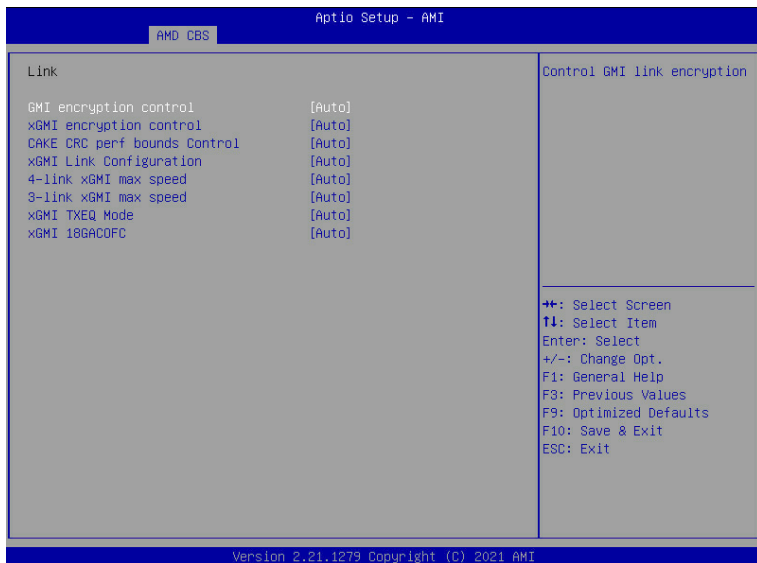 Aptio Setup – AMI
AMD CBS
Link
GMI encryption control [Auto]
xGMI encryption control [Auto]
CAKE CRC perf bounds Control [Auto]
xGMI Link Configuration [Auto]
4-link xGMI max speed [Auto]
3-link xGMI max speed [Auto]
xGMI TXEQ Mode [Auto]
xGMI 18GACOFC [Auto]
Control GMI link encryption
→←: Select Screen
↑↓: Select Item
Enter: Select
+/-: Change Opt.
F1: General Help
F3: Previous Values
F9: Optimized Defaults
F10: Save & Exit
ESC: Exit
Version 2.21.1279 Copyright (C) 2021 AMI